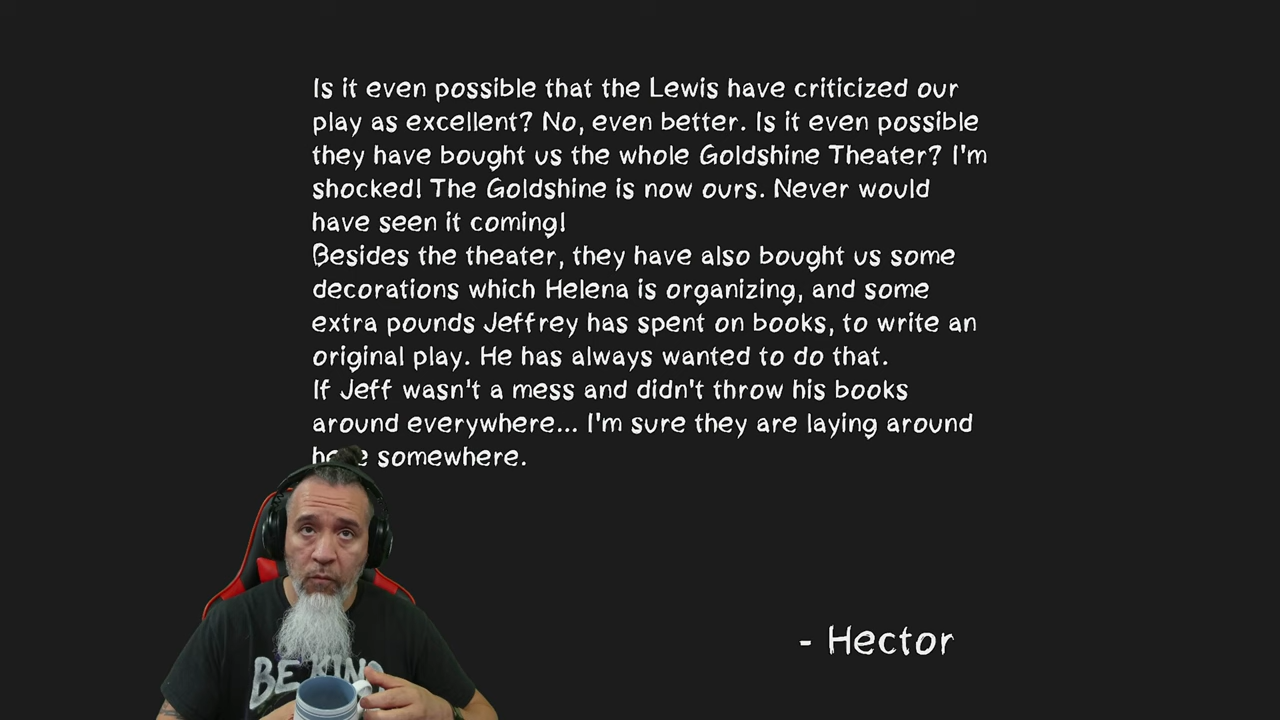 Is it even possible that the Lewis have criticized our
play as excellent? No, even better. Is it even possible
they have bought us the whole Goldshine Theater? I'm
shocked! The Goldshine is now ours. Never would
have seen it coming!
Besides the theater, they have also bought us some
decorations which Helena is organizing, and some
extra pounds Jeffrey has spent on books, to write an
original play. He has always wanted to do that.
If Jeff wasn't a mess and didn't throw his books
around everywhere... I'm sure they are laying around
here somewhere.
- Hector
BE KIND